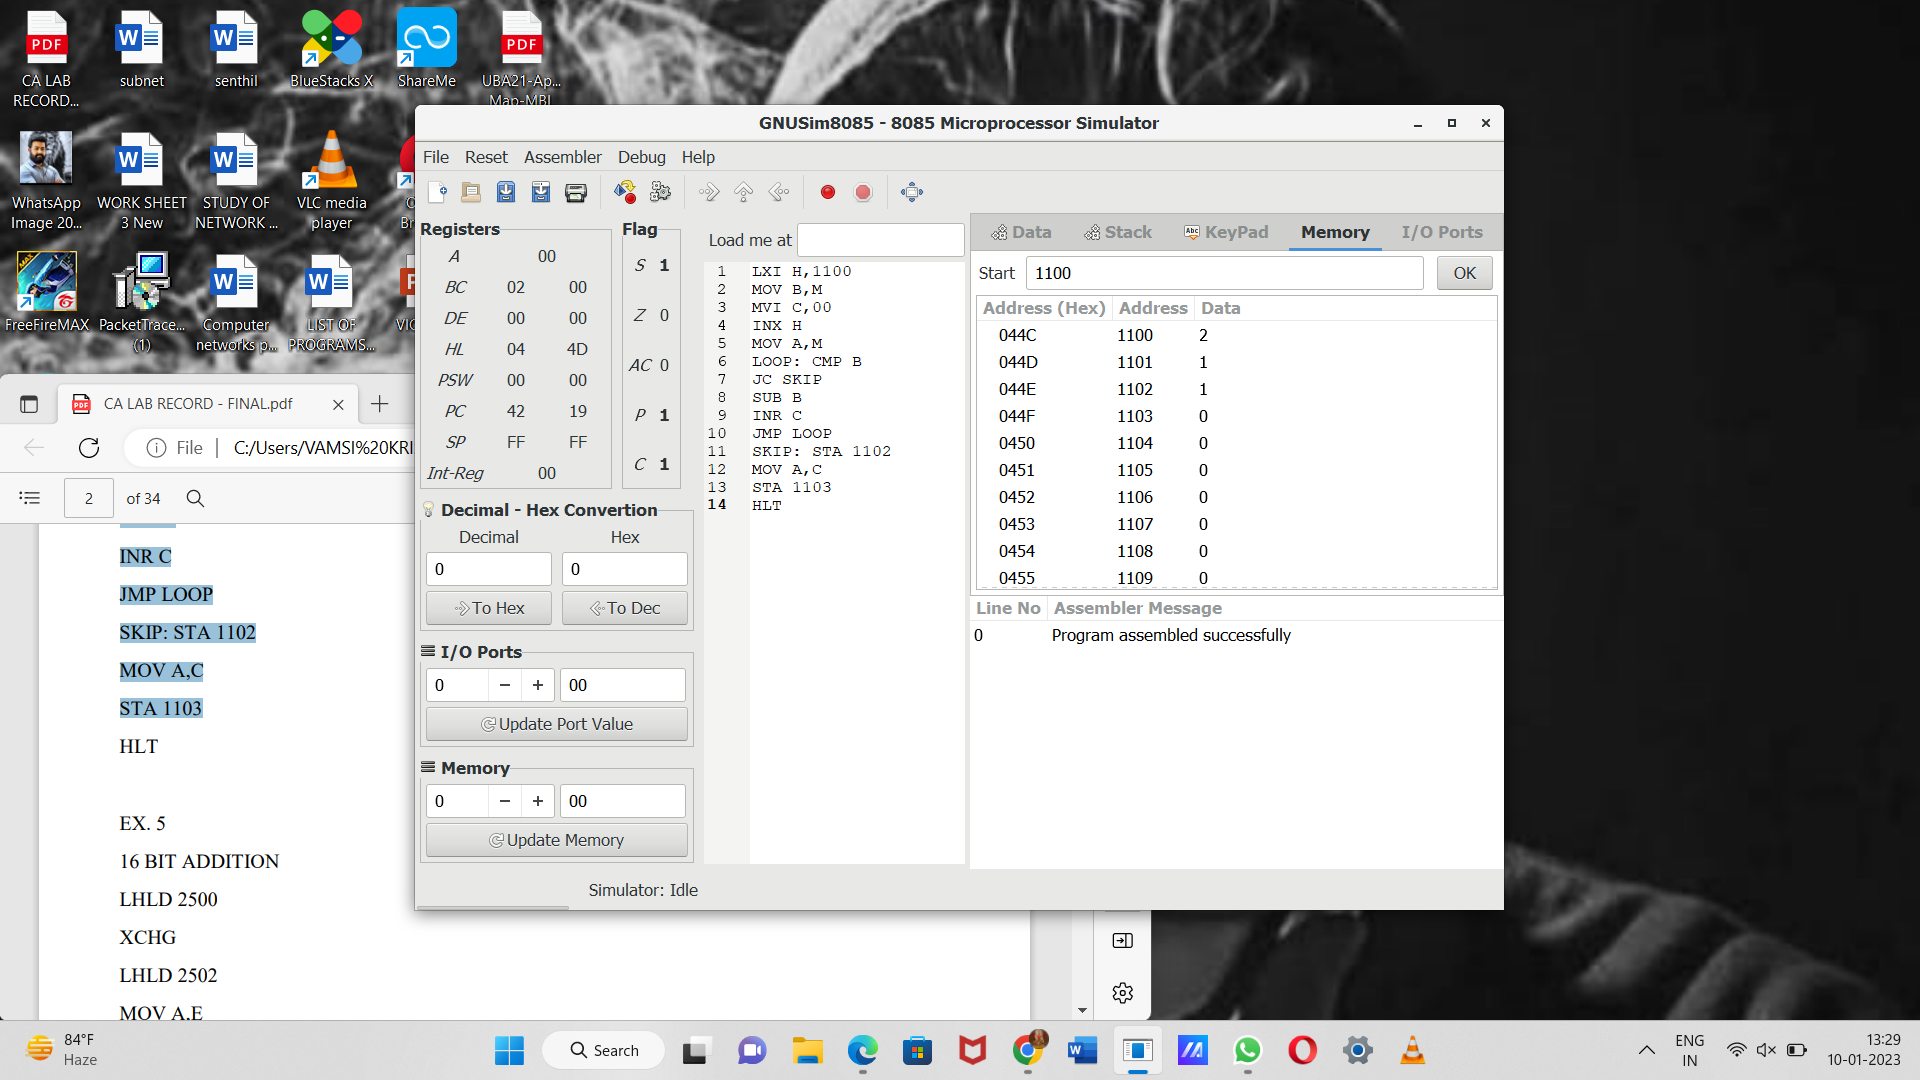 CA LAB
RECORD...
subnet
senthil
BlueStacks X
ShareMe
UBA21-Ap...
Map-MBI
WhatsApp
Image 20...
WORK SHEET
3 New
STUDY OF
NETWORK ...
VLC media
player
FreeFireMAX
PacketTrace...
(1)
Computer
networks p...
LIST OF
PROGRAMS...
GNUSim8085 - 8085 Microprocessor Simulator
File Reset Assembler Debug Help
Registers
A 00
BC 02 00
DE 00 00
HL 04 4D
PSW 00 00
PC 42 19
SP FF FF
Int-Reg 00
Flag
S 1
Z 0
AC 0
P 1
C 1
Decimal - Hex Convertion
Decimal Hex
0 0
To Hex To Dec
I/O Ports
0 − + 00
Update Port Value
Memory
0 − + 00
Update Memory
Load me at
1 LXI H,1100
2 MOV B,M
3 MVI C,00
4 INX H
5 MOV A,M
6 LOOP: CMP B
7 JC SKIP
8 SUB B
9 INR C
10 JMP LOOP
11 SKIP: STA 1102
12 MOV A,C
13 STA 1103
14 HLT
Data Stack KeyPad Memory I/O Ports
Start 1100 OK
Address (Hex) Address Data
044C 1100 2
044D 1101 1
044E 1102 1
044F 1103 0
0450 1104 0
0451 1105 0
0452 1106 0
0453 1107 0
0454 1108 0
0455 1109 0
Line No Assembler Message
0 Program assembled successfully
Simulator: Idle
CA LAB RECORD - FINAL.pdf
File C:/Users/VAMSI%20KRI
2 of 34
INR C
JMP LOOP
SKIP: STA 1102
MOV A,C
STA 1103
HLT
EX. 5
16 BIT ADDITION
LHLD 2500
XCHG
LHLD 2502
MOV A,E
84°F
Haze
Search
ENG
IN
13:29
10-01-2023